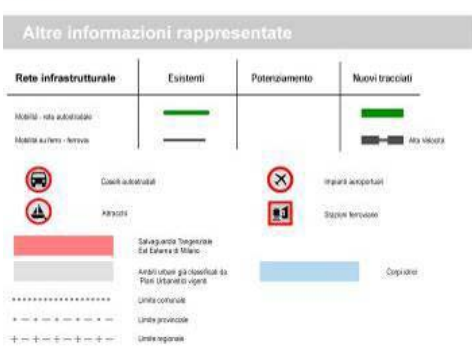 Altre informazioni rappresentate
Rete infrastrutturale Esistenti Potenziamento Nuovi tracciati
Mobilità - rete autostradale
Mobilità su ferro - ferrovia Alta Velocità
Caselli autostradali Impianti aeroportuali
Attracchi Stazioni ferroviarie
Salvaguardia Tangenziale
Est Esterna di Milano
Ambiti urbani già classificati da Corpi idrici
Piani Urbanistici vigenti
Limite comunale
Limite provinciale
Limite regionale